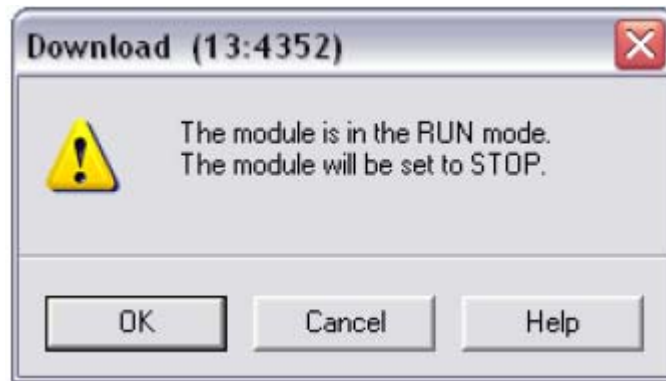 Download (13:4352)
The module is in the RUN mode.
The module will be set to STOP.
OK Cancel Help